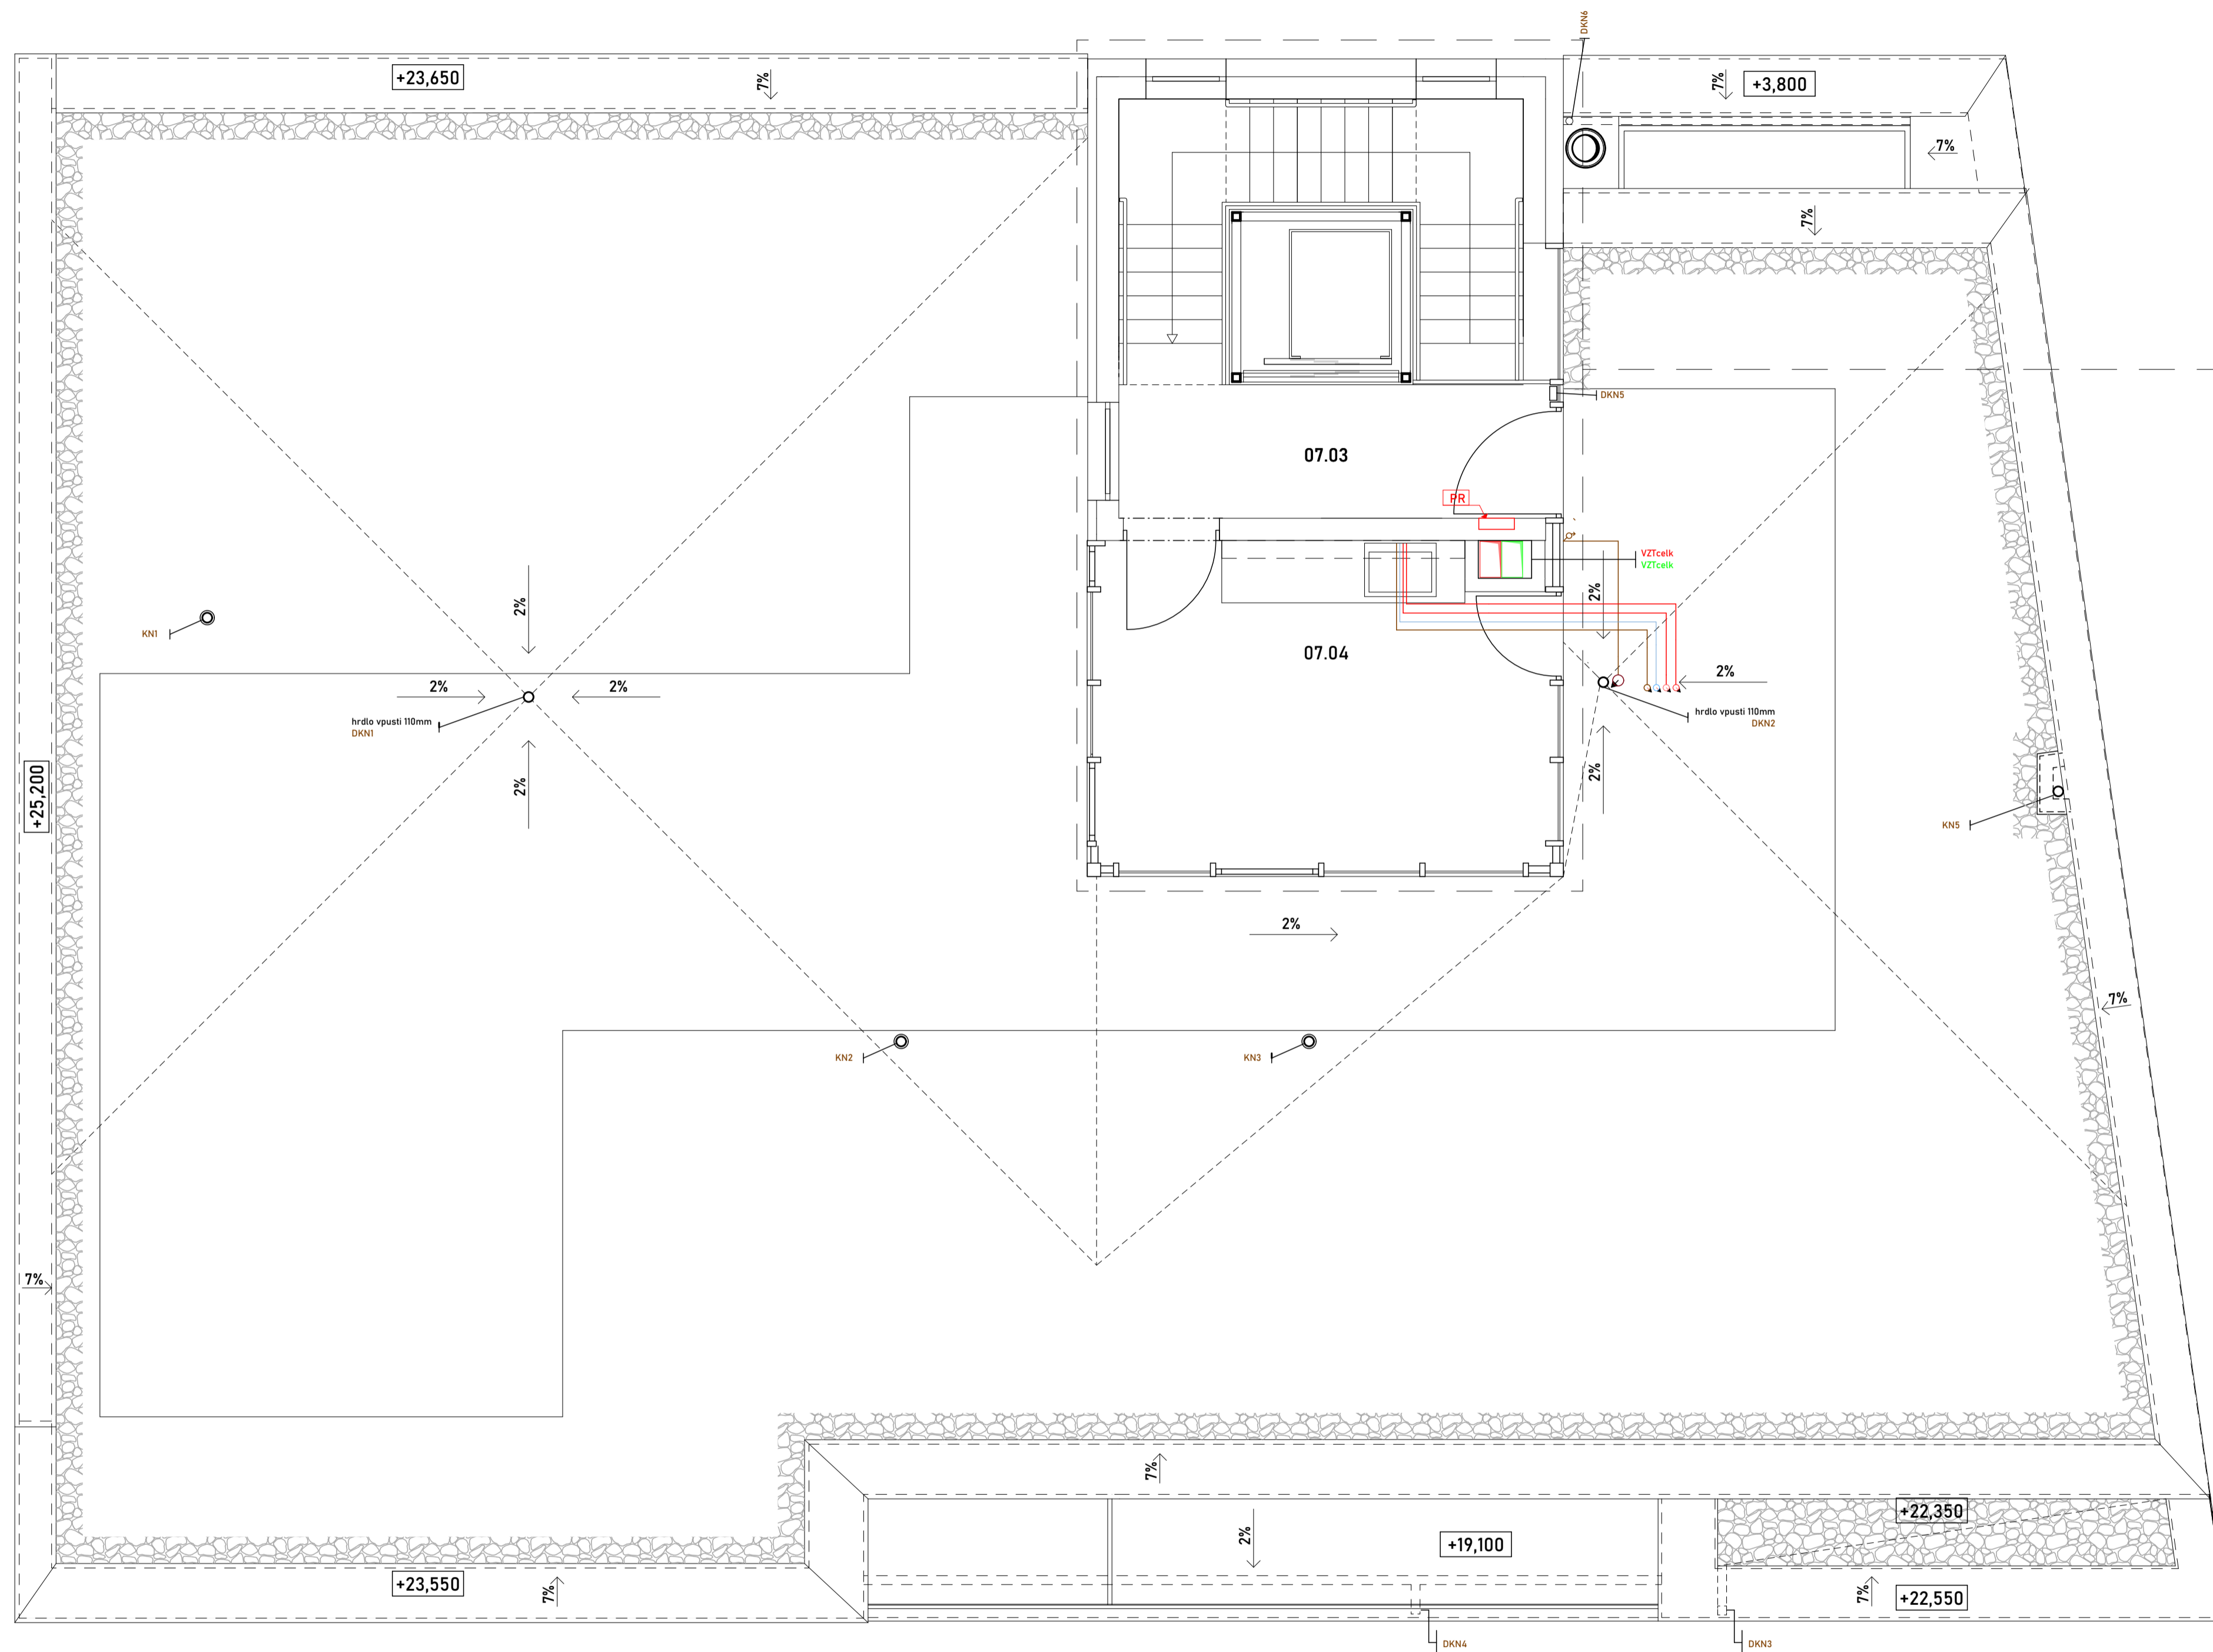 DKN6
+23,650
7%
7%
+3,800
7%
7%
DKN5
07.03
PR
VZTcelk
VZTcelk
2%
2%
KN1
07.04
2%
2%
2%
hrdlo vpusti 110mm
DKN1
hrdlo vpusti 110mm
DKN2
2%
2%
+25,200
KN5
2%
7%
KN2
KN3
7%
7%
+22,350
2%
+19,100
+23,550
7%
7%
+22,550
DKN4
DKN3